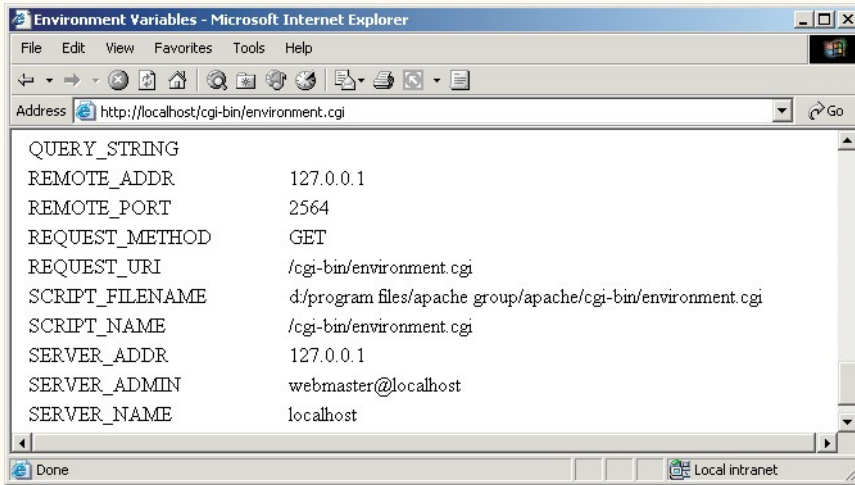 Environment Variables - Microsoft Internet Explorer
File Edit View Favorites Tools Help
Address http://localhost/cgi-bin/environment.cgi Go
QUERY_STRING
REMOTE_ADDR 127.0.0.1
REMOTE_PORT 2564
REQUEST_METHOD GET
REQUEST_URI /cgi-bin/environment.cgi
SCRIPT_FILENAME d:/program files/apache group/apache/cgi-bin/environment.cgi
SCRIPT_NAME /cgi-bin/environment.cgi
SERVER_ADDR 127.0.0.1
SERVER_ADMIN webmaster@localhost
SERVER_NAME localhost
Done Local intranet